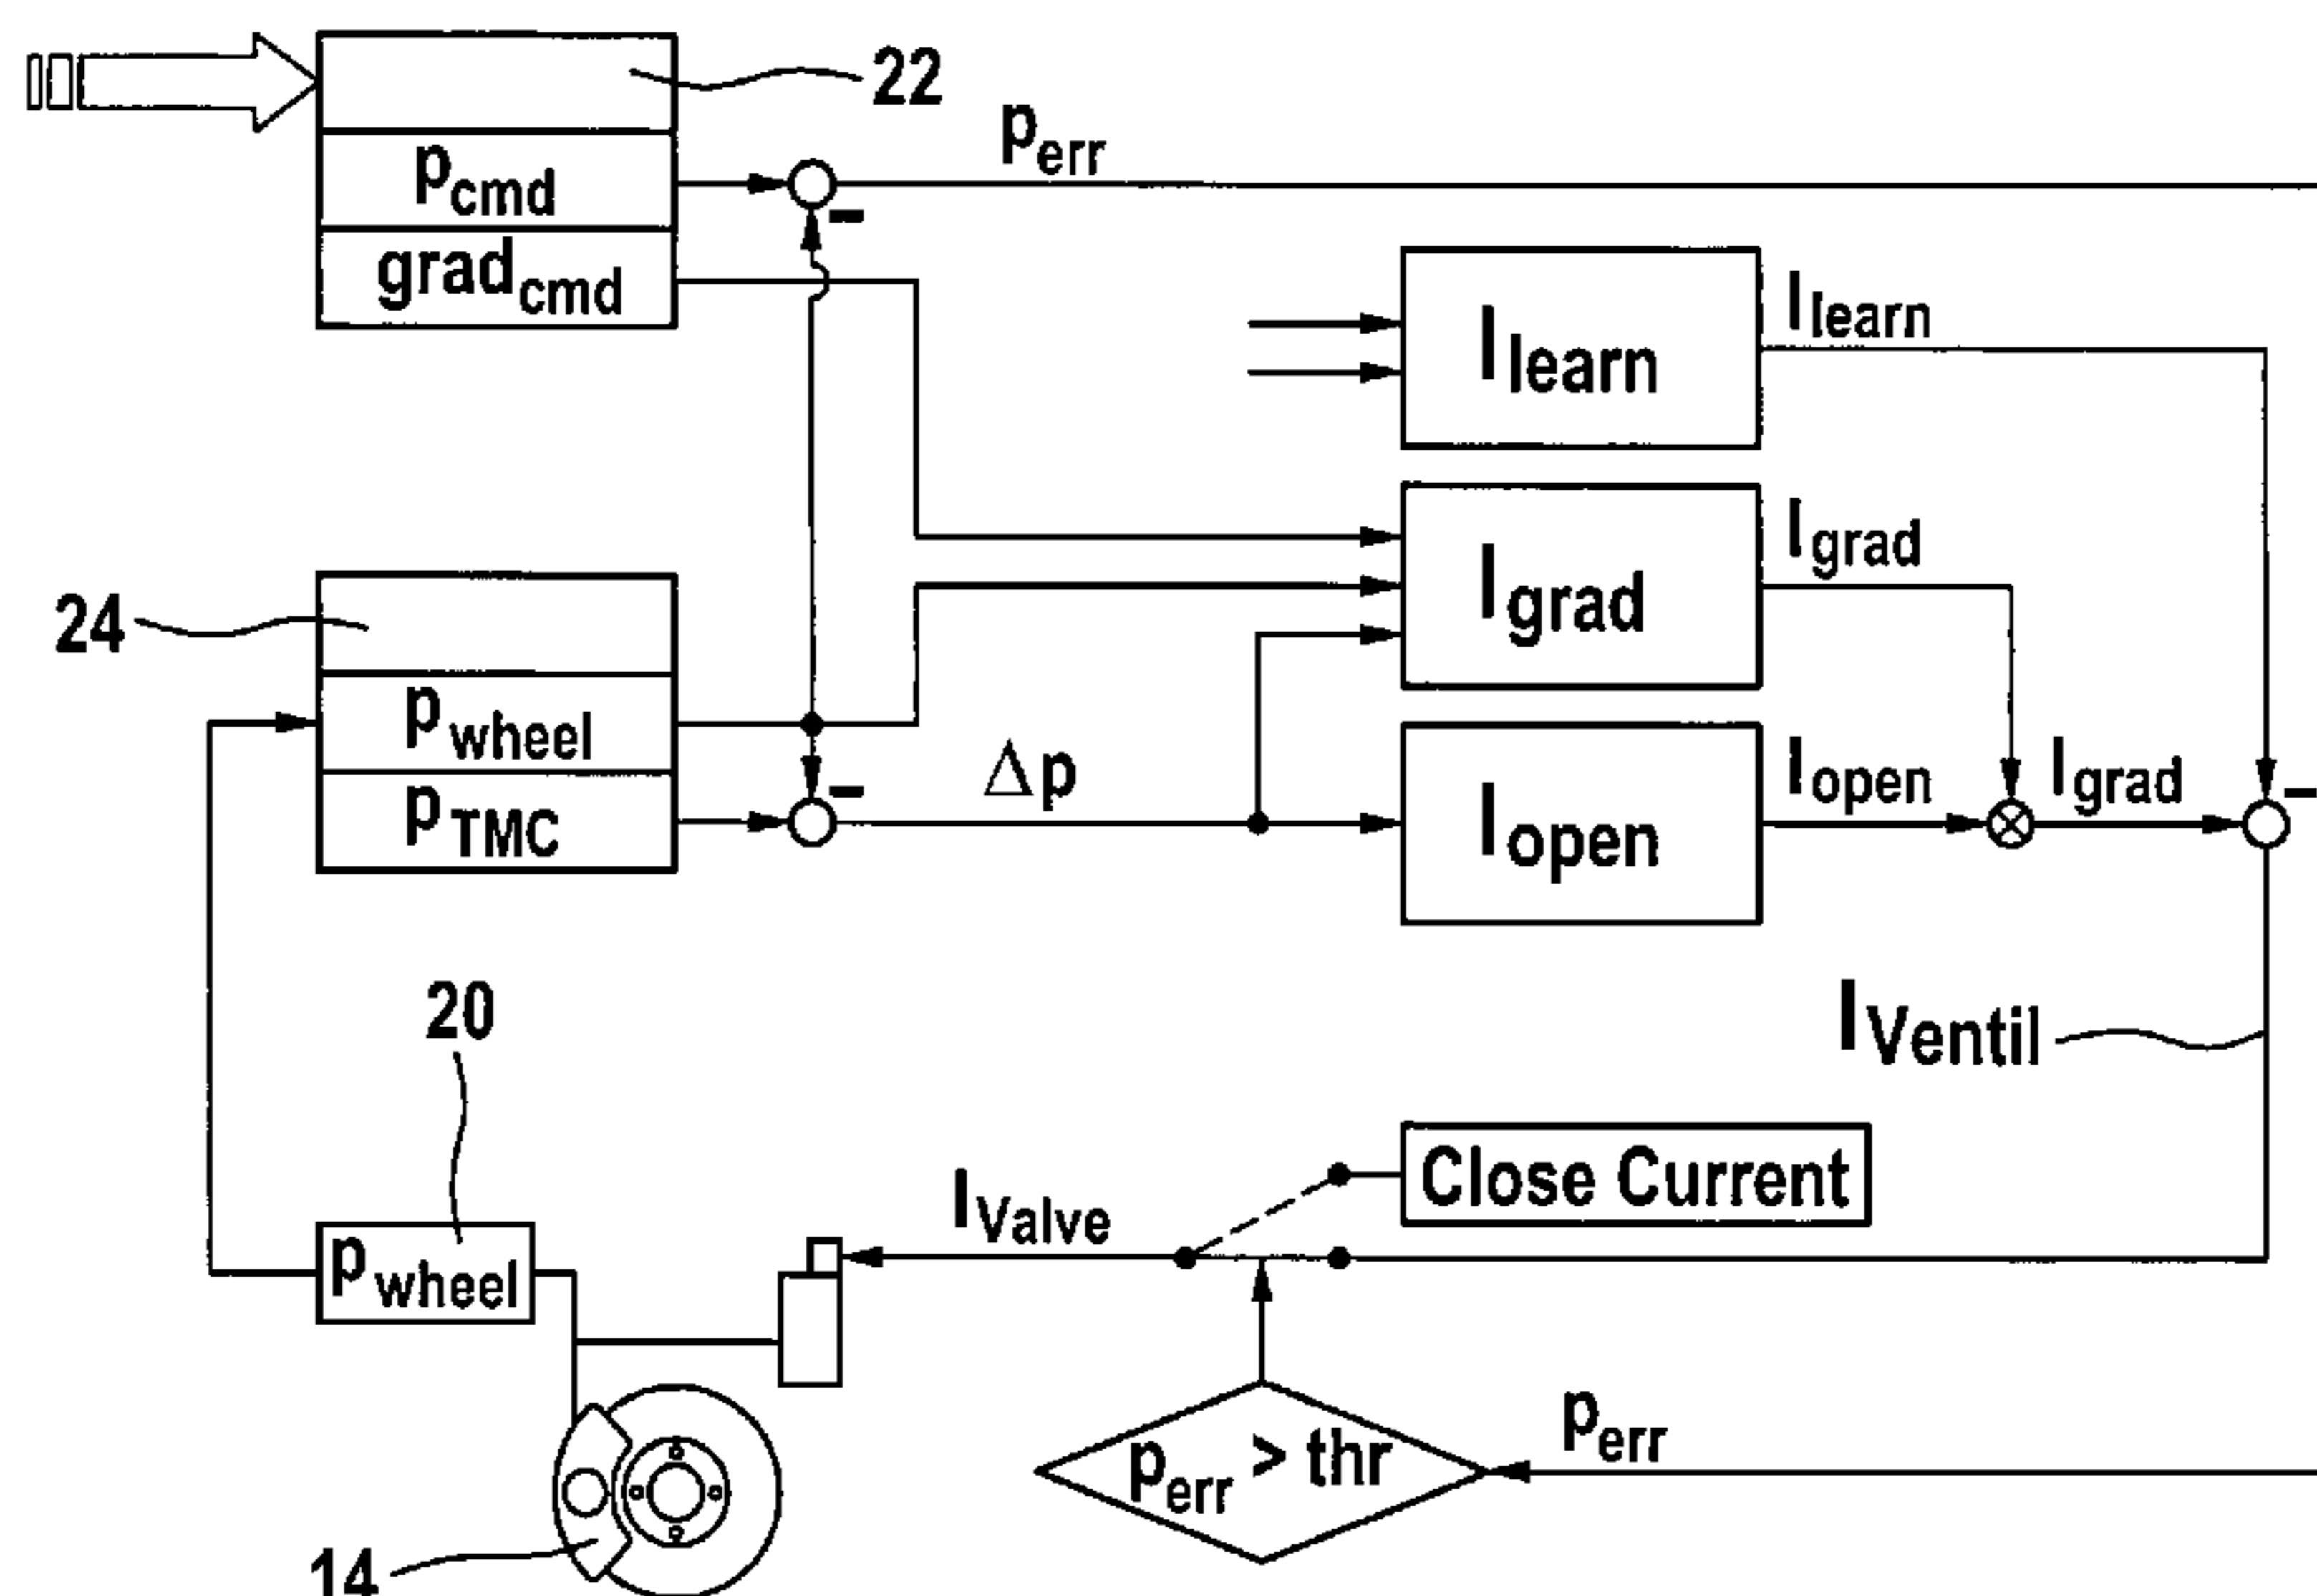 22
p_cmd
grad_cmd
p_err
-
I_learn
I_learn
24
p_wheel
p_TMC
-
Δp
I_grad
I_grad
I_open
I_open
I_grad
-
I_Ventil
20
p_wheel
I_Valve
Close Current
p_err > thr
p_err
14